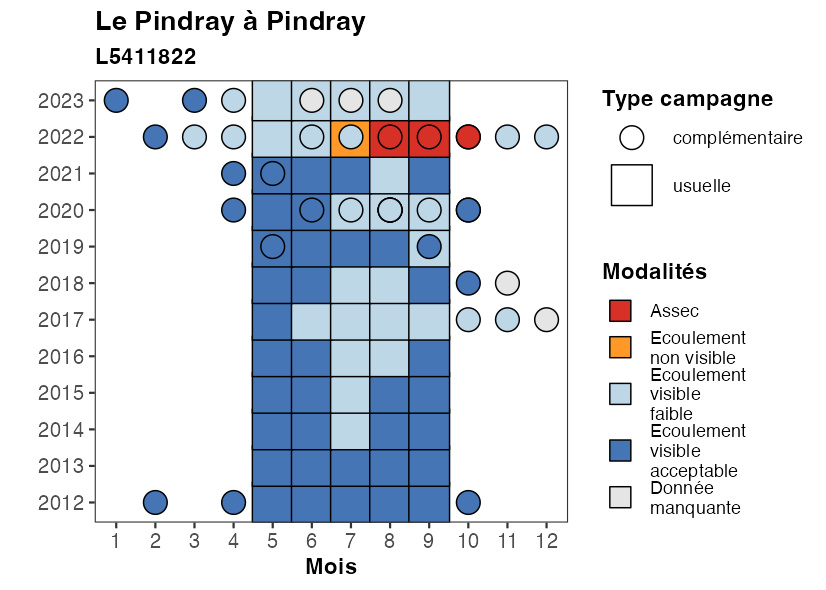 Le Pindray à Pindray
L5411822
2023
2022
2021
2020
2019
2018
2017
2016
2015
2014
2013
2012
1 2 3 4 5 6 7 8 9 10 11 12
Mois
Type campagne
complémentaire
usuelle
Modalités
Assec
Ecoulement
non visible
Ecoulement
visible
faible
Ecoulement
visible
acceptable
Donnée
manquante